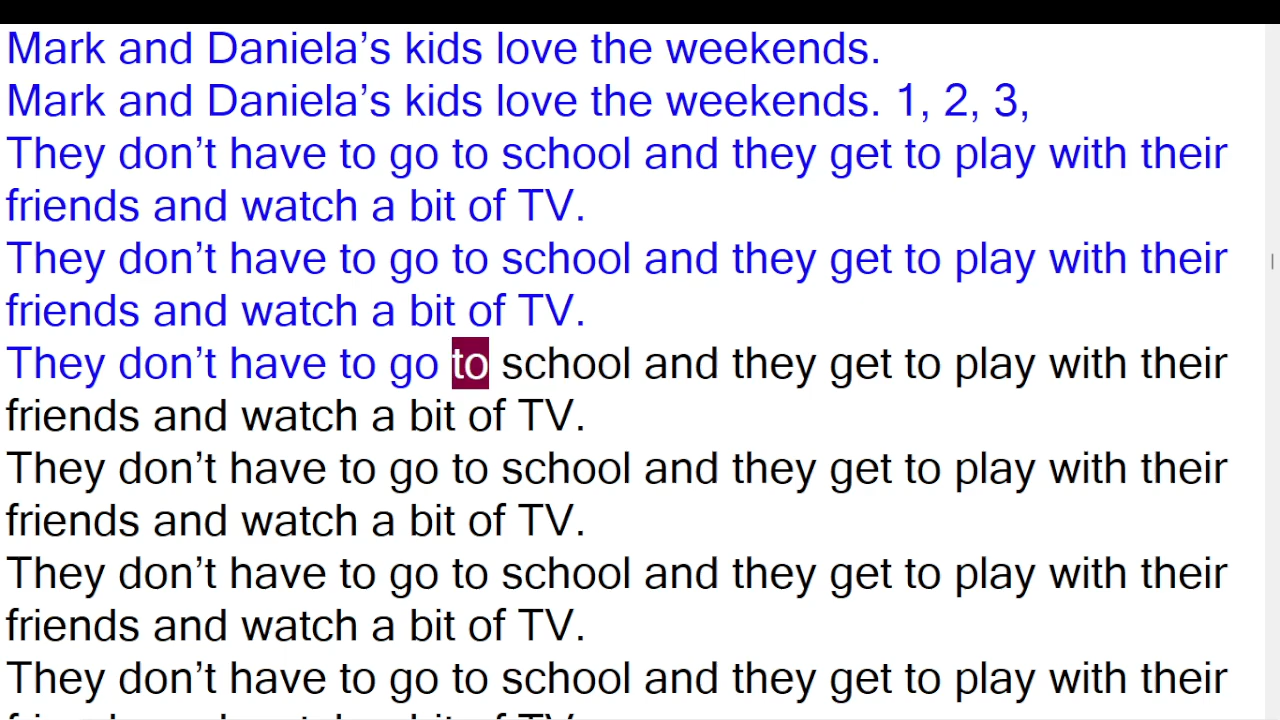 Mark and Daniela’s kids love the weekends.
Mark and Daniela’s kids love the weekends. 1, 2, 3,
They don’t have to go to school and they get to play with their
friends and watch a bit of TV.
They don’t have to go to school and they get to play with their
friends and watch a bit of TV.
They don’t have to go to school and they get to play with their
friends and watch a bit of TV.
They don’t have to go to school and they get to play with their
friends and watch a bit of TV.
They don’t have to go to school and they get to play with their
friends and watch a bit of TV.
They don’t have to go to school and they get to play with their